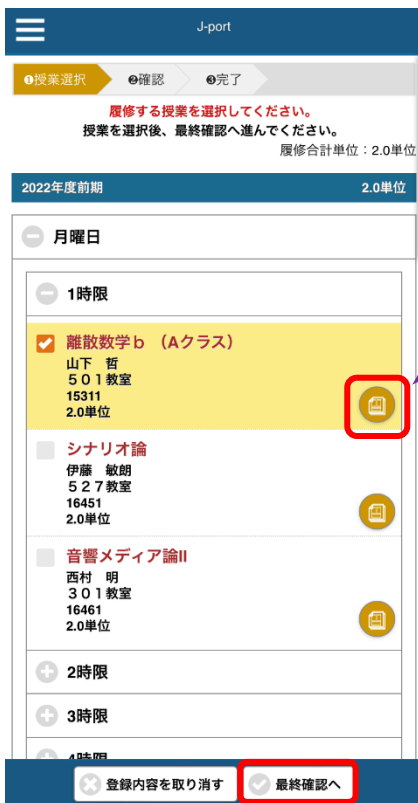 J-port
❶授業選択 ❷確認 ❸完了
履修する授業を選択してください。
授業を選択後、最終確認へ進んでください。
履修合計単位：2.0単位
2022年度前期 2.0単位
月曜日
1時限
離散数学ｂ （Aクラス）
山下 哲
５０１教室
15311
2.0単位
シナリオ論
伊藤 敏朗
５２７教室
16451
2.0単位
音響メディア論II
西村 明
３０１教室
16461
2.0単位
2時限
3時限
4時限
登録内容を取り消す 最終確認へ